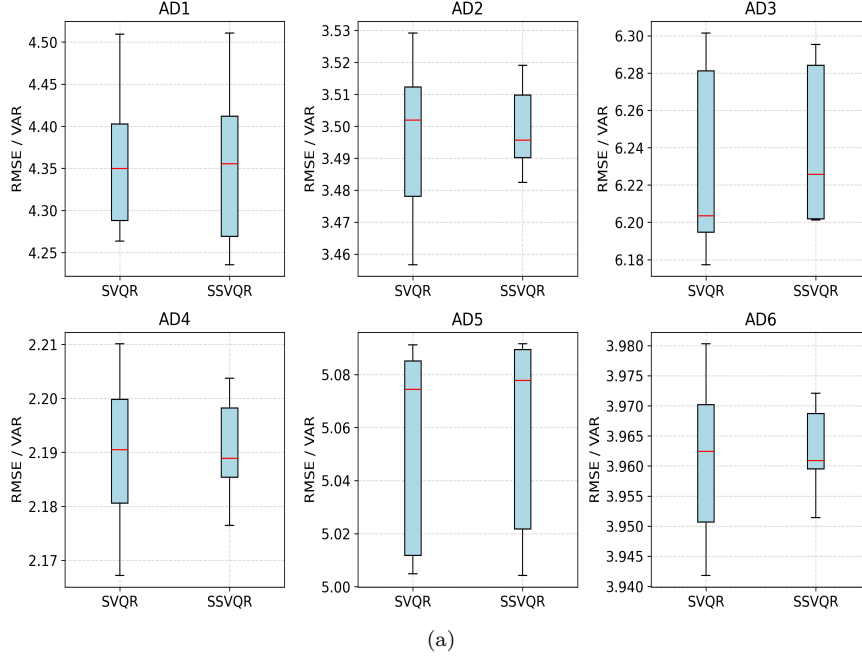 AD1
RMSE / VAR
4.50
4.45
4.40
4.35
4.30
4.25
SVQR SSVQR
AD2
RMSE / VAR
3.53
3.52
3.51
3.50
3.49
3.48
3.47
3.46
SVQR SSVQR
AD3
RMSE / VAR
6.30
6.28
6.26
6.24
6.22
6.20
6.18
SVQR SSVQR
AD4
RMSE / VAR
2.21
2.20
2.19
2.18
2.17
SVQR SSVQR
AD5
RMSE / VAR
5.08
5.06
5.04
5.02
5.00
SVQR SSVQR
AD6
RMSE / VAR
3.980
3.975
3.970
3.965
3.960
3.955
3.950
3.945
3.940
SVQR SSVQR
(a)